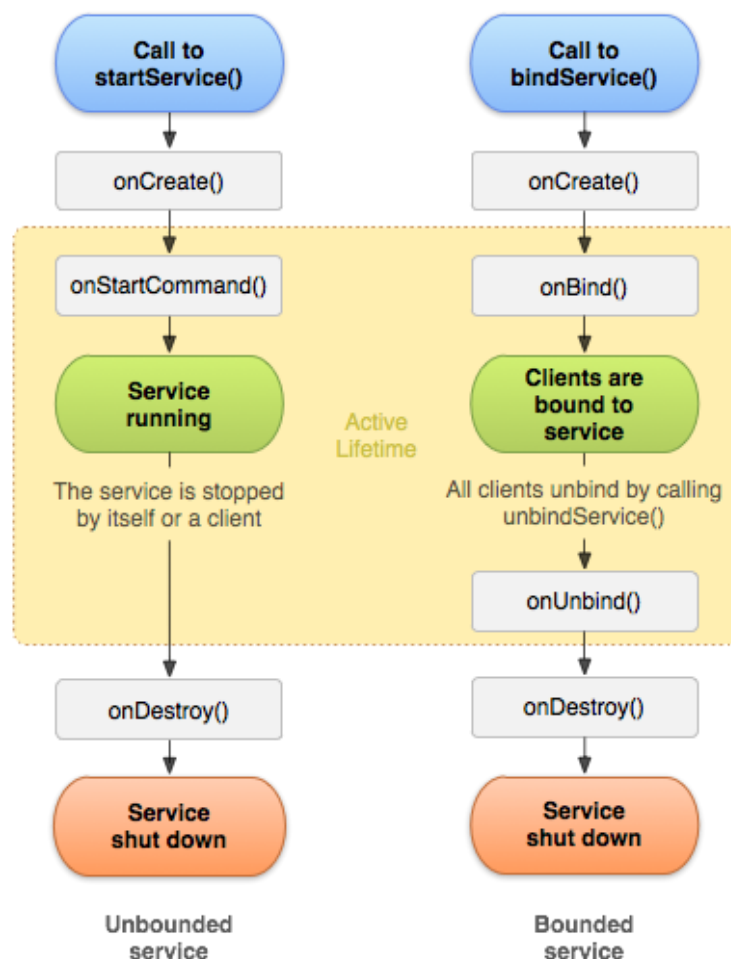 Call to
startService()
onCreate()
onStartCommand()
Service
running
The service is stopped
by itself or a client
onDestroy()
Service
shut down
Unbounded
service
Active
Lifetime
Call to
bindService()
onCreate()
onBind()
Clients are
bound to
service
All clients unbind by calling
unbindService()
onUnbind()
onDestroy()
Service
shut down
Bounded
service